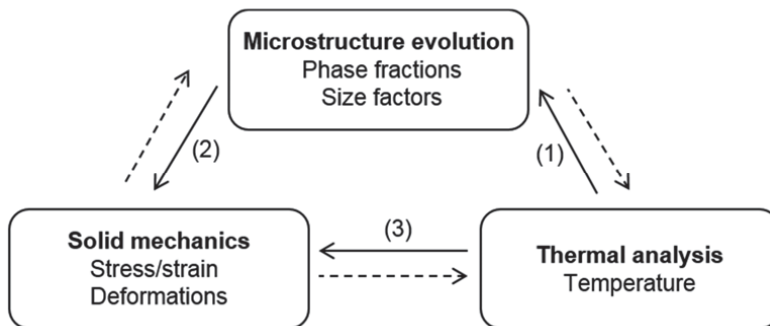 Microstructure evolution
Phase fractions
Size factors
(2)
(1)
(3)
Solid mechanics
Stress/strain
Deformations
Thermal analysis
Temperature